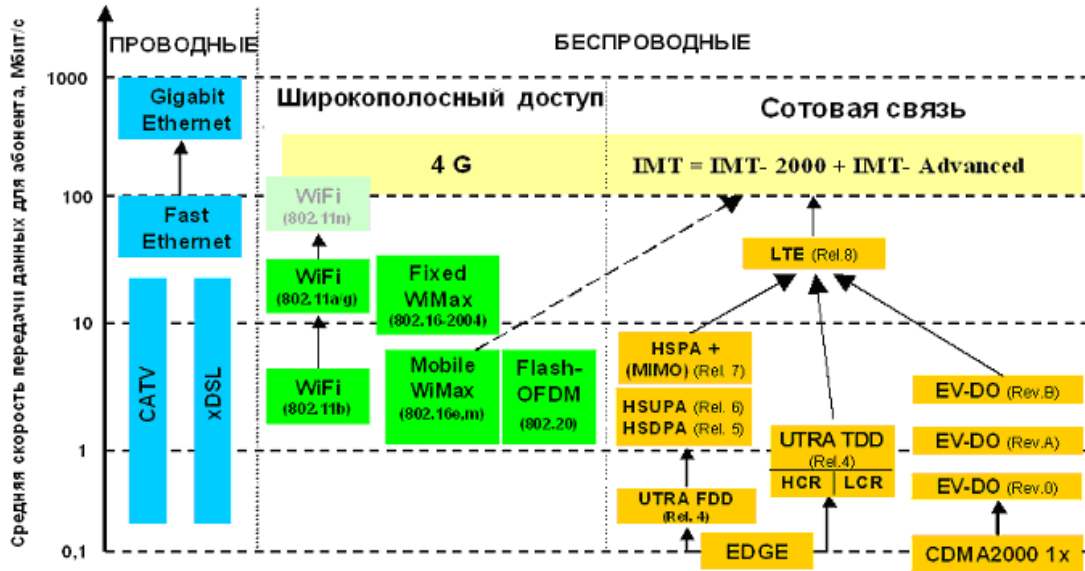 Средняя скорость передачи данных для абонента, Мбит/с
ПРОВОДНЫЕ
БЕСПРОВОДНЫЕ
1000
100
10
1
0,1
Gigabit
Ethernet
Fast
Ethernet
CATV
xDSL
Широкополосный доступ
Сотовая связь
4 G
IMT = IMT- 2000 + IMT- Advanced
WiFi
(802.11n)
WiFi
(802.11a/g)
WiFi
(802.11b)
Fixed
WiMax
(802.16-2004)
Mobile
WiMax
(802.16e,m)
Flash-
OFDM
(802.20)
LTE (Rel.8)
HSPA +
(MIMO) (Rel. 7)
HSUPA (Rel. 6)
HSDPA (Rel. 5)
UTRA FDD
(Rel. 4)
UTRA TDD
(Rel.4)
HCR | LCR
EDGE
EV-DO (Rev.B)
EV-DO (Rev.A)
EV-DO (Rev.0)
CDMA2000 1x